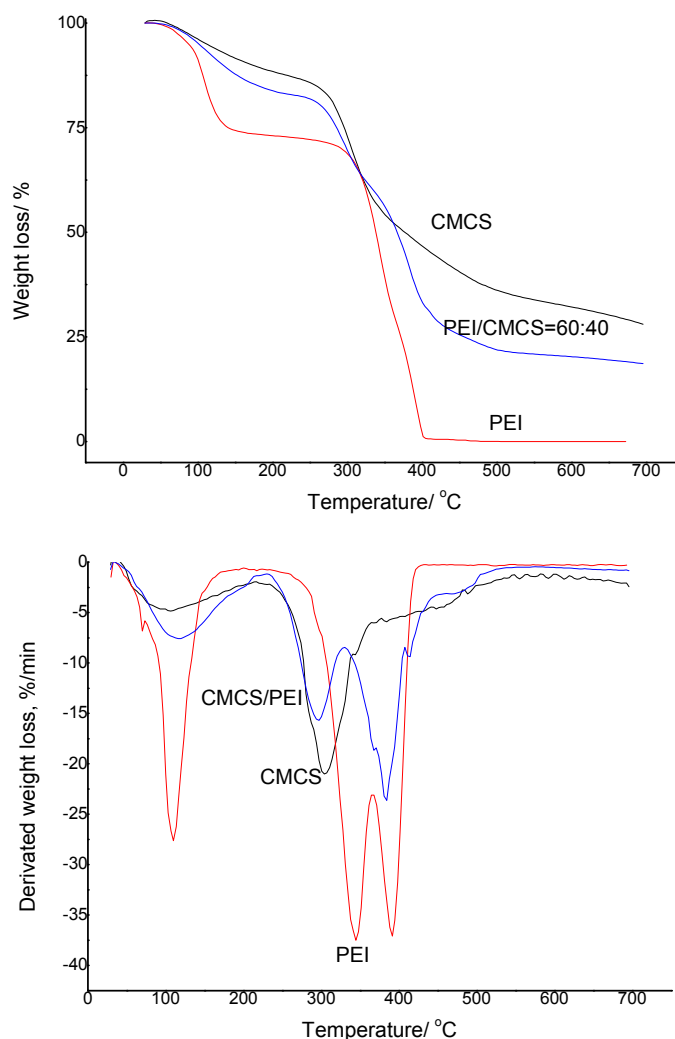 100
75
50
25
0
Weight loss/ %
CMCS
PEI/CMCS=60:40
PEI
0 100 200 300 400 500 600 700
Temperature/ °C
0
-5
-10
-15
-20
-25
-30
-35
-40
Derivated weight loss, %/min
CMCS/PEI
CMCS
PEI
0 100 200 300 400 500 600 700
Temperature/ °C